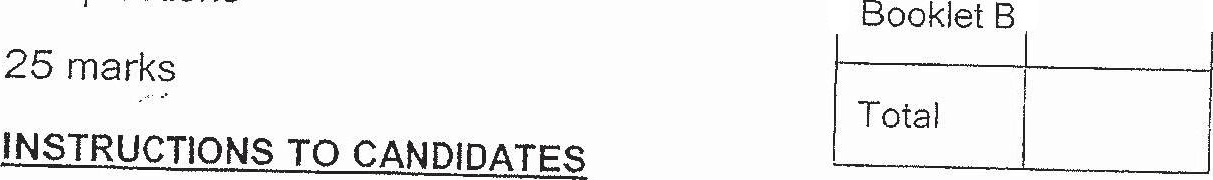 Booklet B
25 marks
Total
INSTRUCTIONS TO CANDIDATES